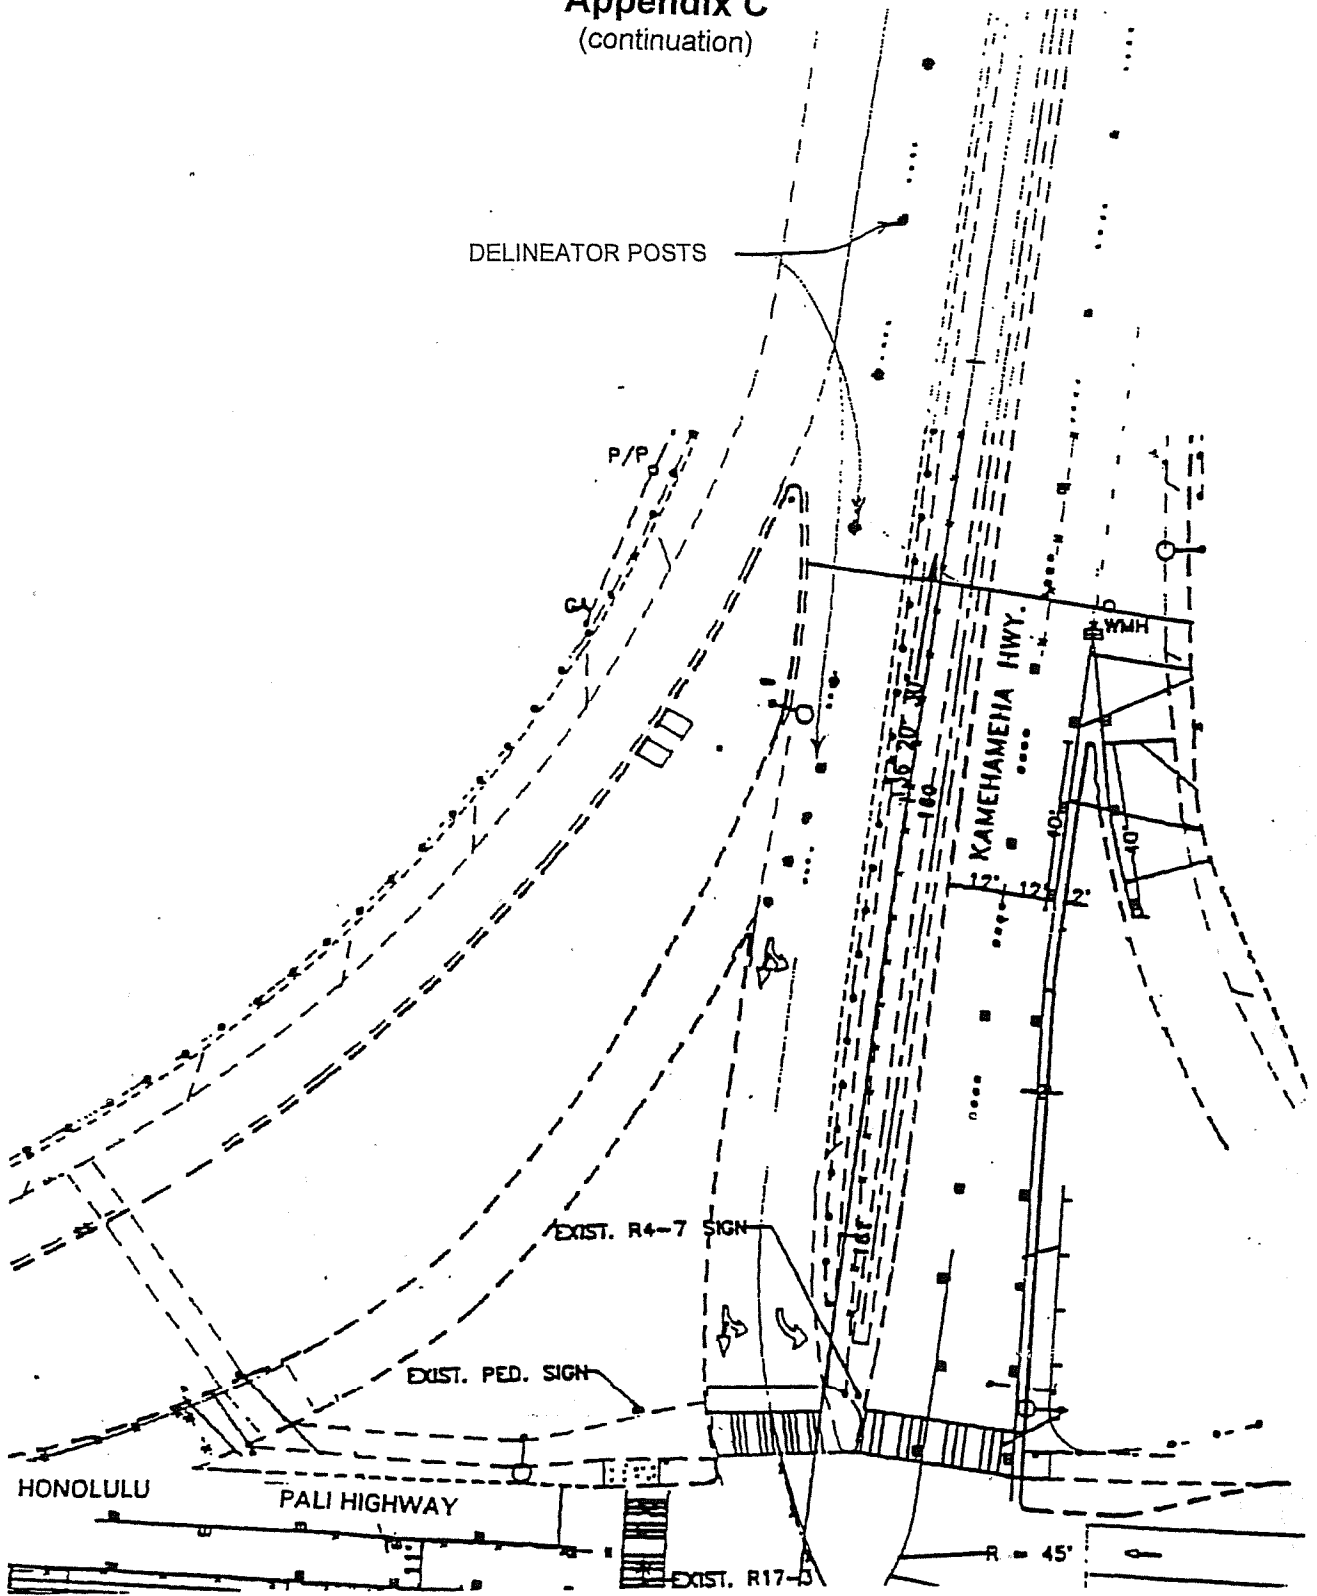 Appendix C
(continuation)
DELINEATOR POSTS
P/P
WMH
KAMEHAMEHA HWY.
180
40'
40'
12'
12'
2'
EXIST. R4-7 SIGN
EXIST. PED. SIGN
HONOLULU
PALI HIGHWAY
R = 45'
EXIST. R17-3